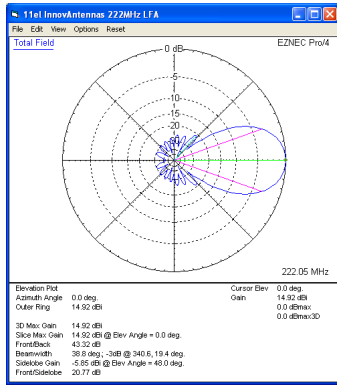 11el InnovAntennas 222MHz LFA
File Edit View Options Reset
Total Field
0 dB
EZNEC Pro/4
-5
-10
-15
-20
222.05 MHz
Elevation Plot
Cursor Elev 0.0 deg.
Azimuth Angle 0.0 deg.
Gain 14.92 dBi
Outer Ring 14.92 dBi
0.0 dBmax
0.0 dBmax3D
3D Max Gain 14.92 dBi
Slice Max Gain 14.92 dBi @ Elev Angle = 0.0 deg.
Front/Back 43.32 dB
Beamwidth 38.8 deg.; -3dB @ 340.6, 19.4 deg.
Sidelobe Gain -5.85 dBi @ Elev Angle = 48.0 deg.
Front/Sidelobe 20.77 dB